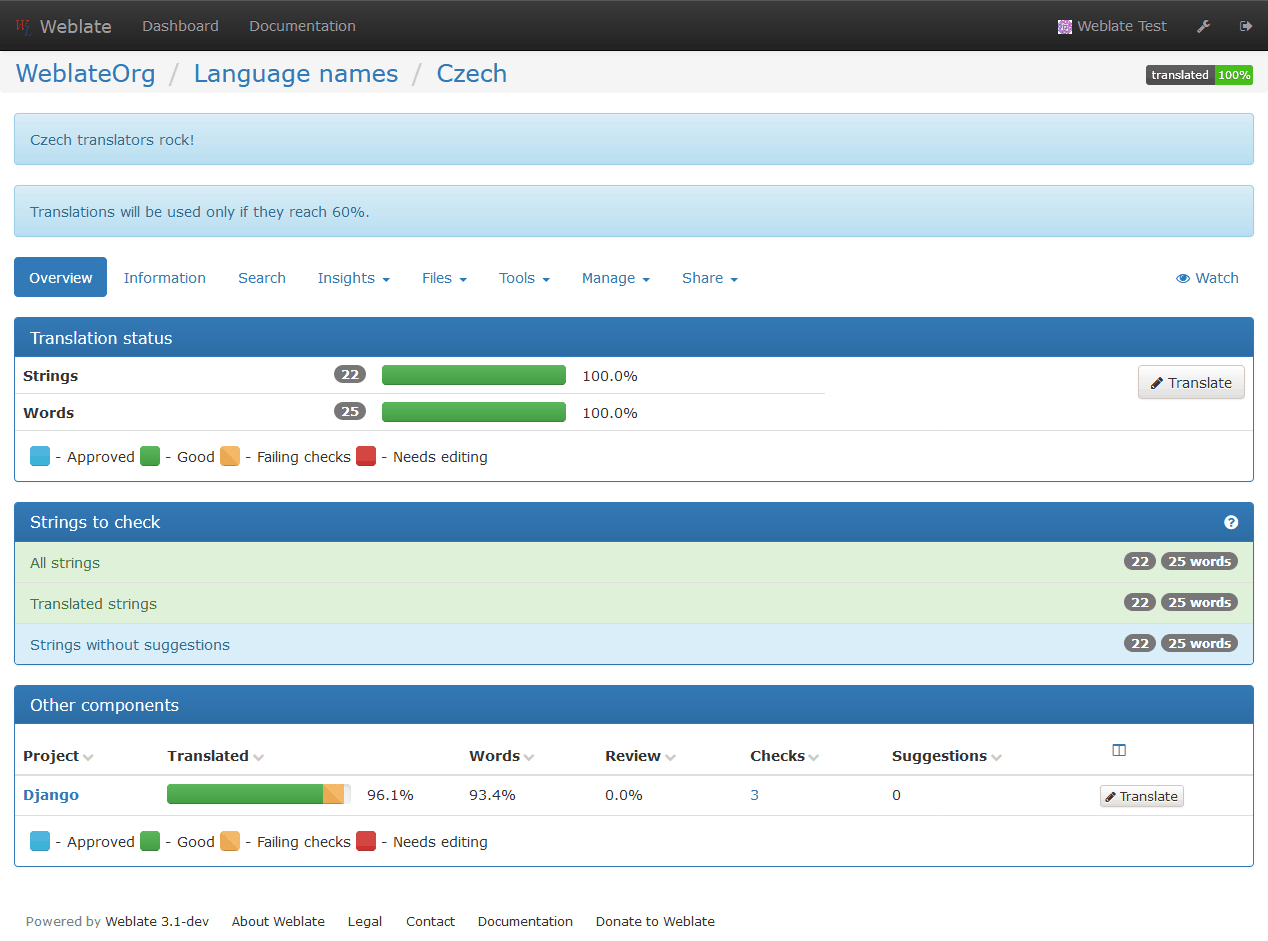 Weblate Dashboard Documentation Weblate Test
WeblateOrg / Language names / Czech translated 100%
Czech translators rock!
Translations will be used only if they reach 60%.
Overview Information Search Insights Files Tools Manage Share Watch
Translation status
Strings 22 100.0% Translate
Words 25 100.0%
- Approved - Good - Failing checks - Needs editing
Strings to check ?
All strings 22 25 words
Translated strings 22 25 words
Strings without suggestions 22 25 words
Other components
Project Translated Words Review Checks Suggestions
Django 96.1% 93.4% 0.0% 3 0 Translate
- Approved - Good - Failing checks - Needs editing
Powered by Weblate 3.1-dev About Weblate Legal Contact Documentation Donate to Weblate